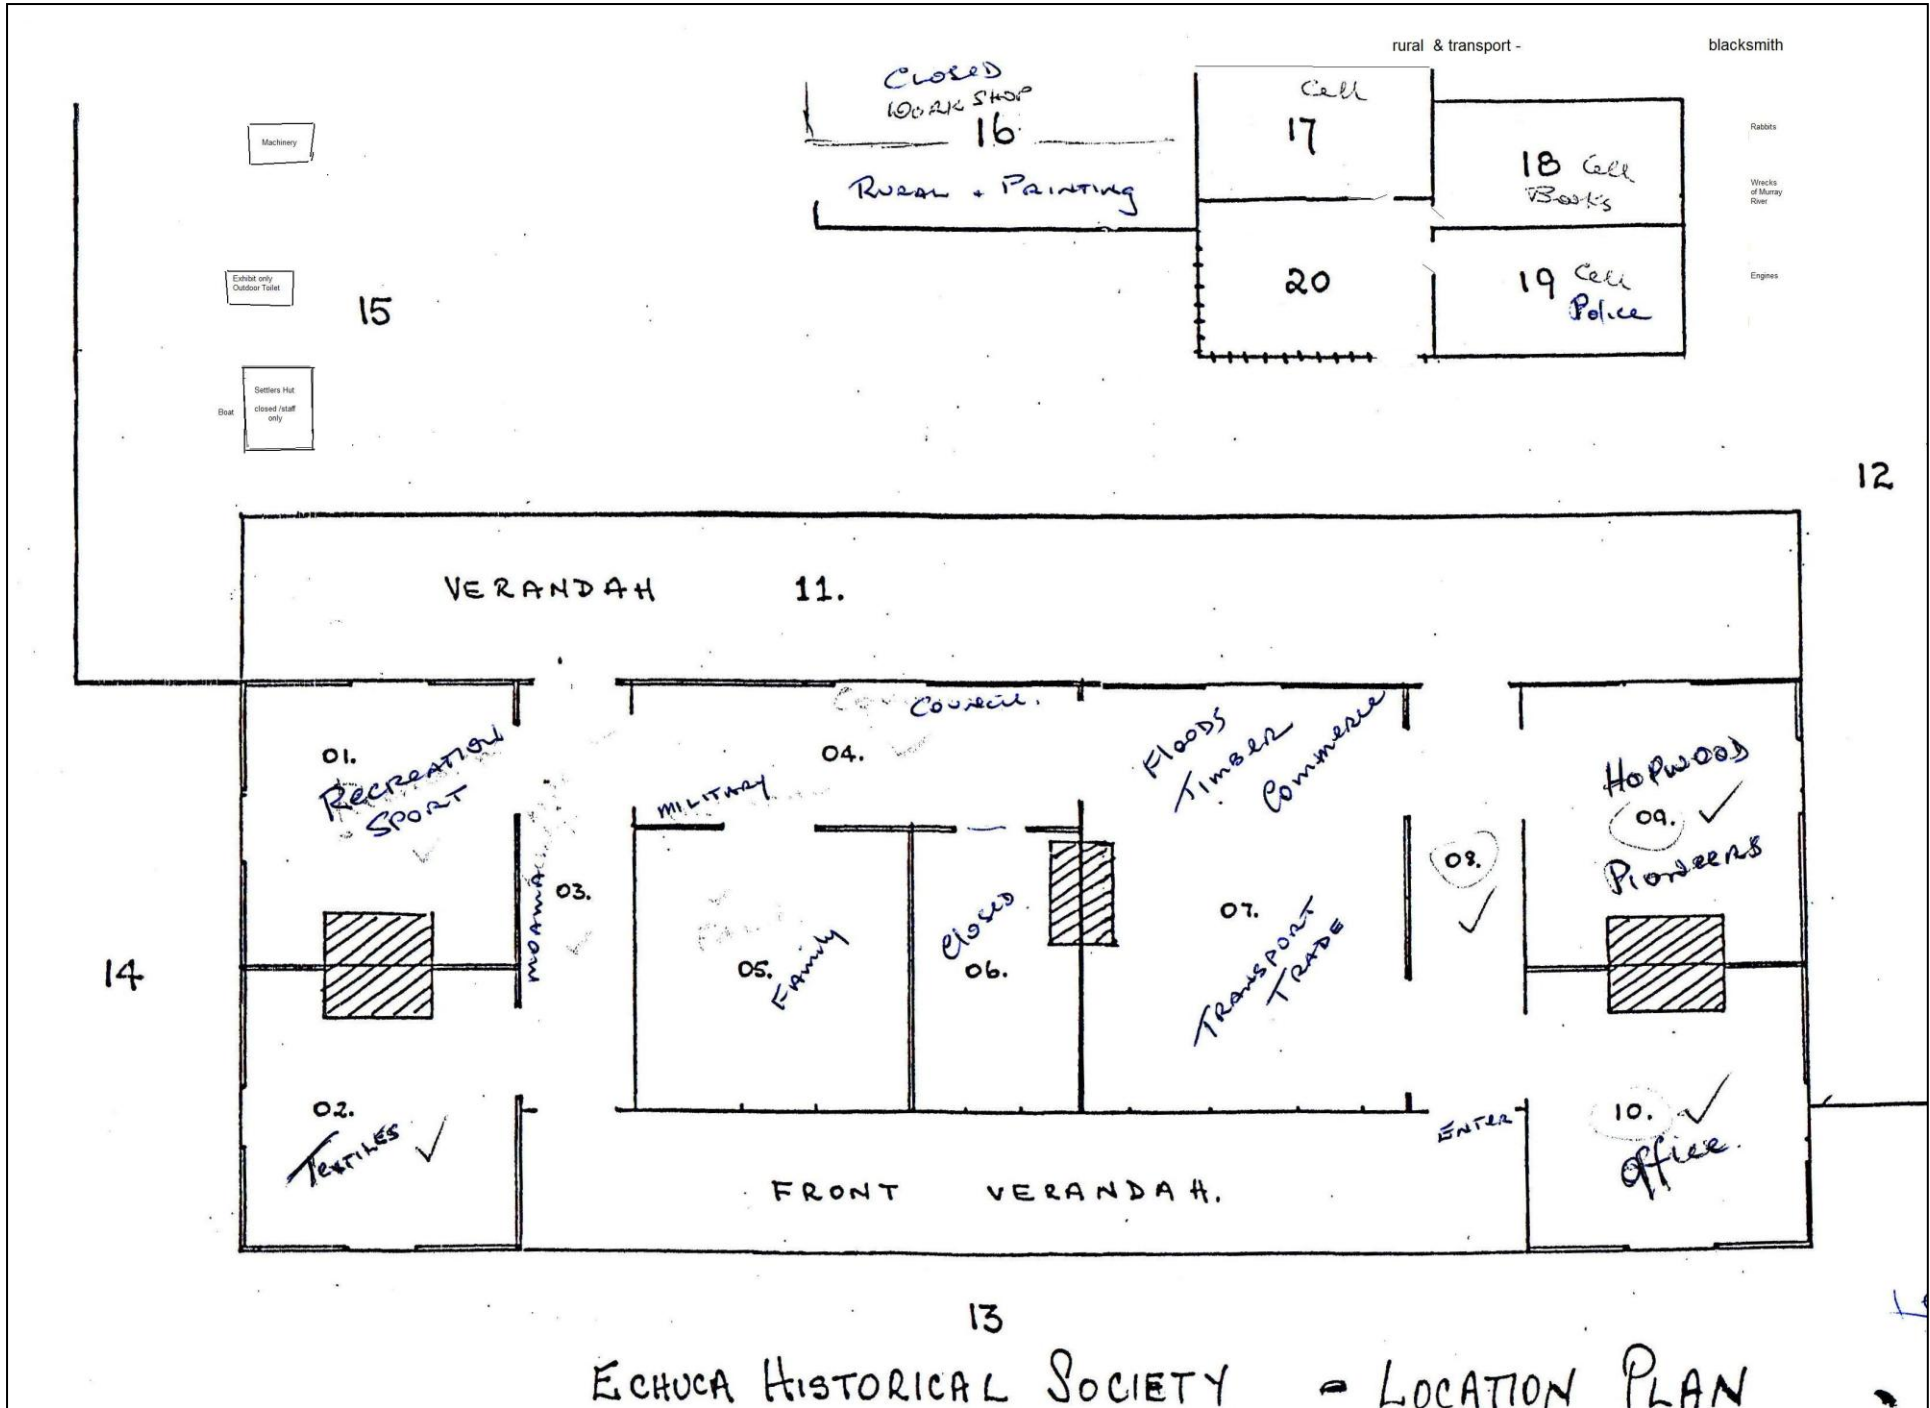 rural & transport -
blacksmith
CLOSED
WORK SHOP
16
RURAL + PRINTING
Cell
17
18 Cell
Books
19 Cell
Police
20
Rabbits
Wrecks
of Murray
River
Engines
Machinery
Exhibit only
Outdoor Toilet
15
Settlers Hut
closed /staff
only
Boat
12
VERANDAH 11.
01.
RECREATION
SPORT
MOAMA
03.
COUNCIL.
04.
MILITARY
05.
FAMILY
Closed
06.
FLOODS
TIMBER
Commerce
07.
TRANSPORT
TRADE
08.
HOPWOOD
09.
PIONEERS
14
02.
TEXTILES
ENTER
10.
Office.
FRONT VERANDAH.
13
ECHUCA HISTORICAL SOCIETY - LOCATION PLAN -